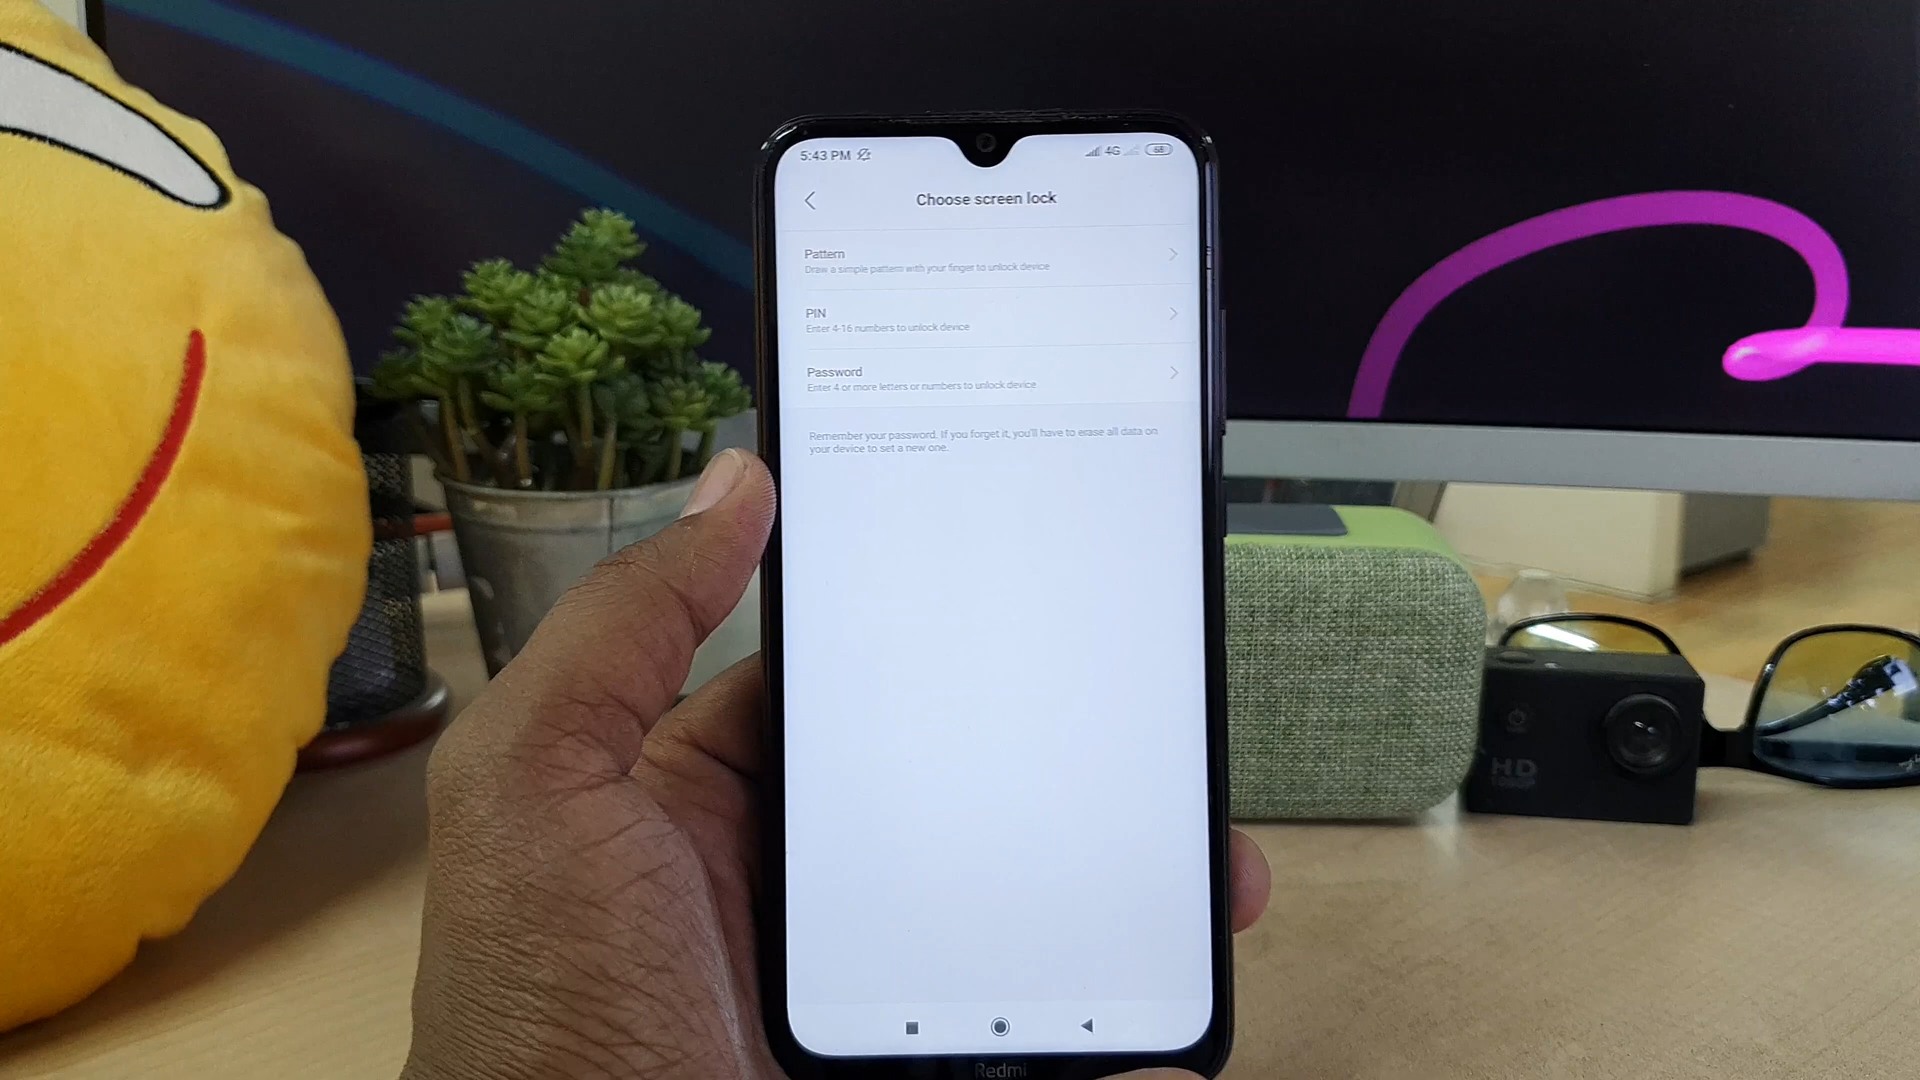 5:43 PM
4G 68
Choose screen lock
Pattern
Draw a simple pattern with your finger to unlock device
PIN
Enter 4-16 numbers to unlock device
Password
Enter 4 or more letters or numbers to unlock device
Remember your password. If you forget it, you'll have to erase all data on
your device to set a new one.
HD
Redmi